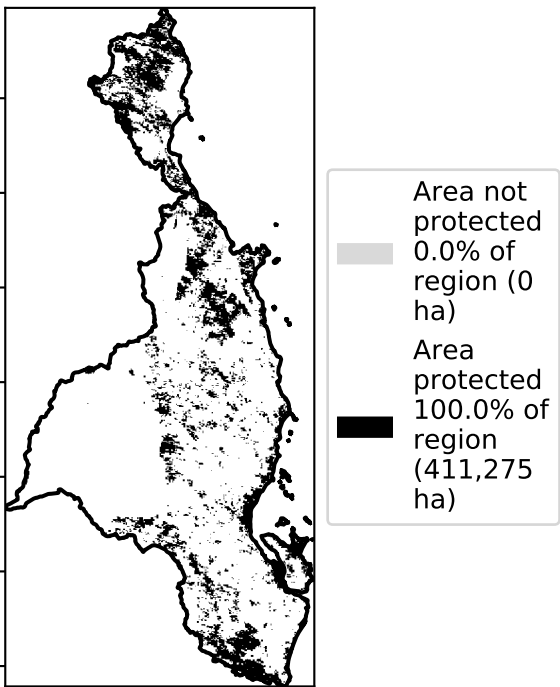 Area not
protected
0.0% of
region (0
ha)
Area
protected
100.0% of
region
(411,275
ha)